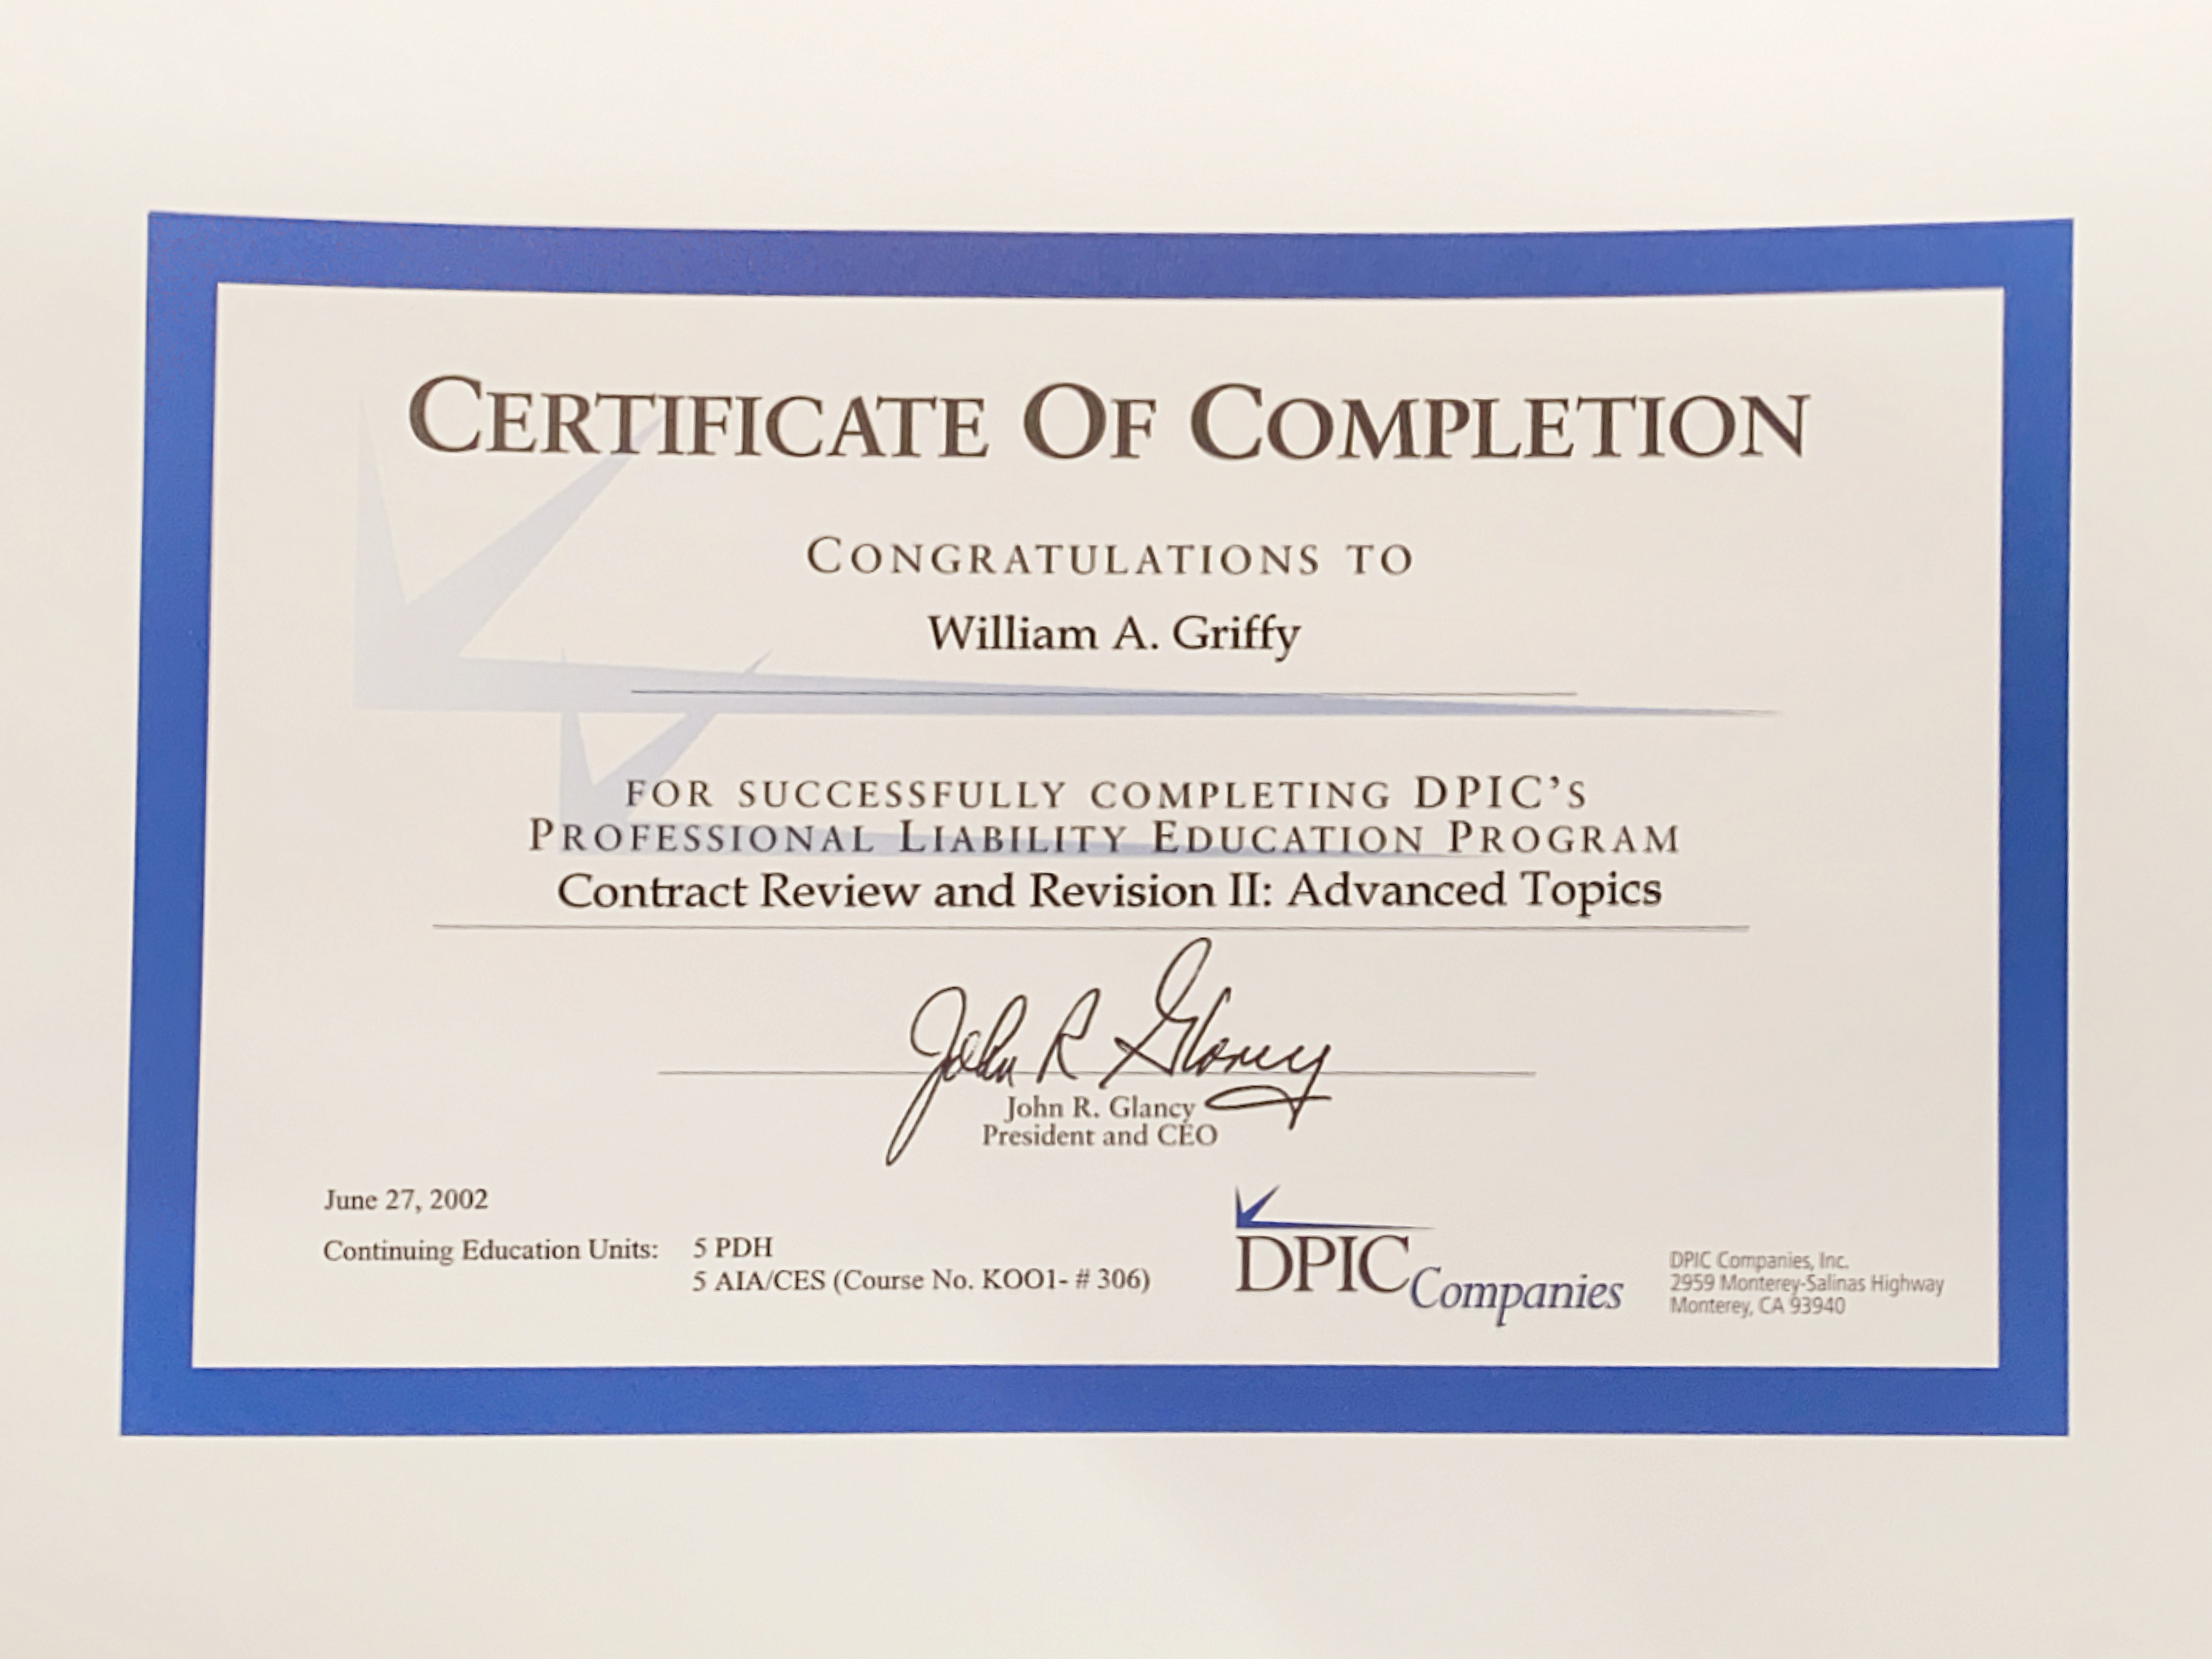 CERTIFICATE OF COMPLETION
CONGRATULATIONS TO
William A. Griffy
FOR SUCCESSFULLY COMPLETING DPIC'S
PROFESSIONAL LIABILITY EDUCATION PROGRAM
Contract Review and Revision II: Advanced Topics
John R Glancy
John R. Glancy
President and CEO
June 27, 2002
Continuing Education Units: 5 PDH
5 AIA/CES (Course No. KOO1- # 306)
DPIC Companies
DPIC Companies, Inc.
2959 Monterey-Salinas Highway
Monterey, CA 93940